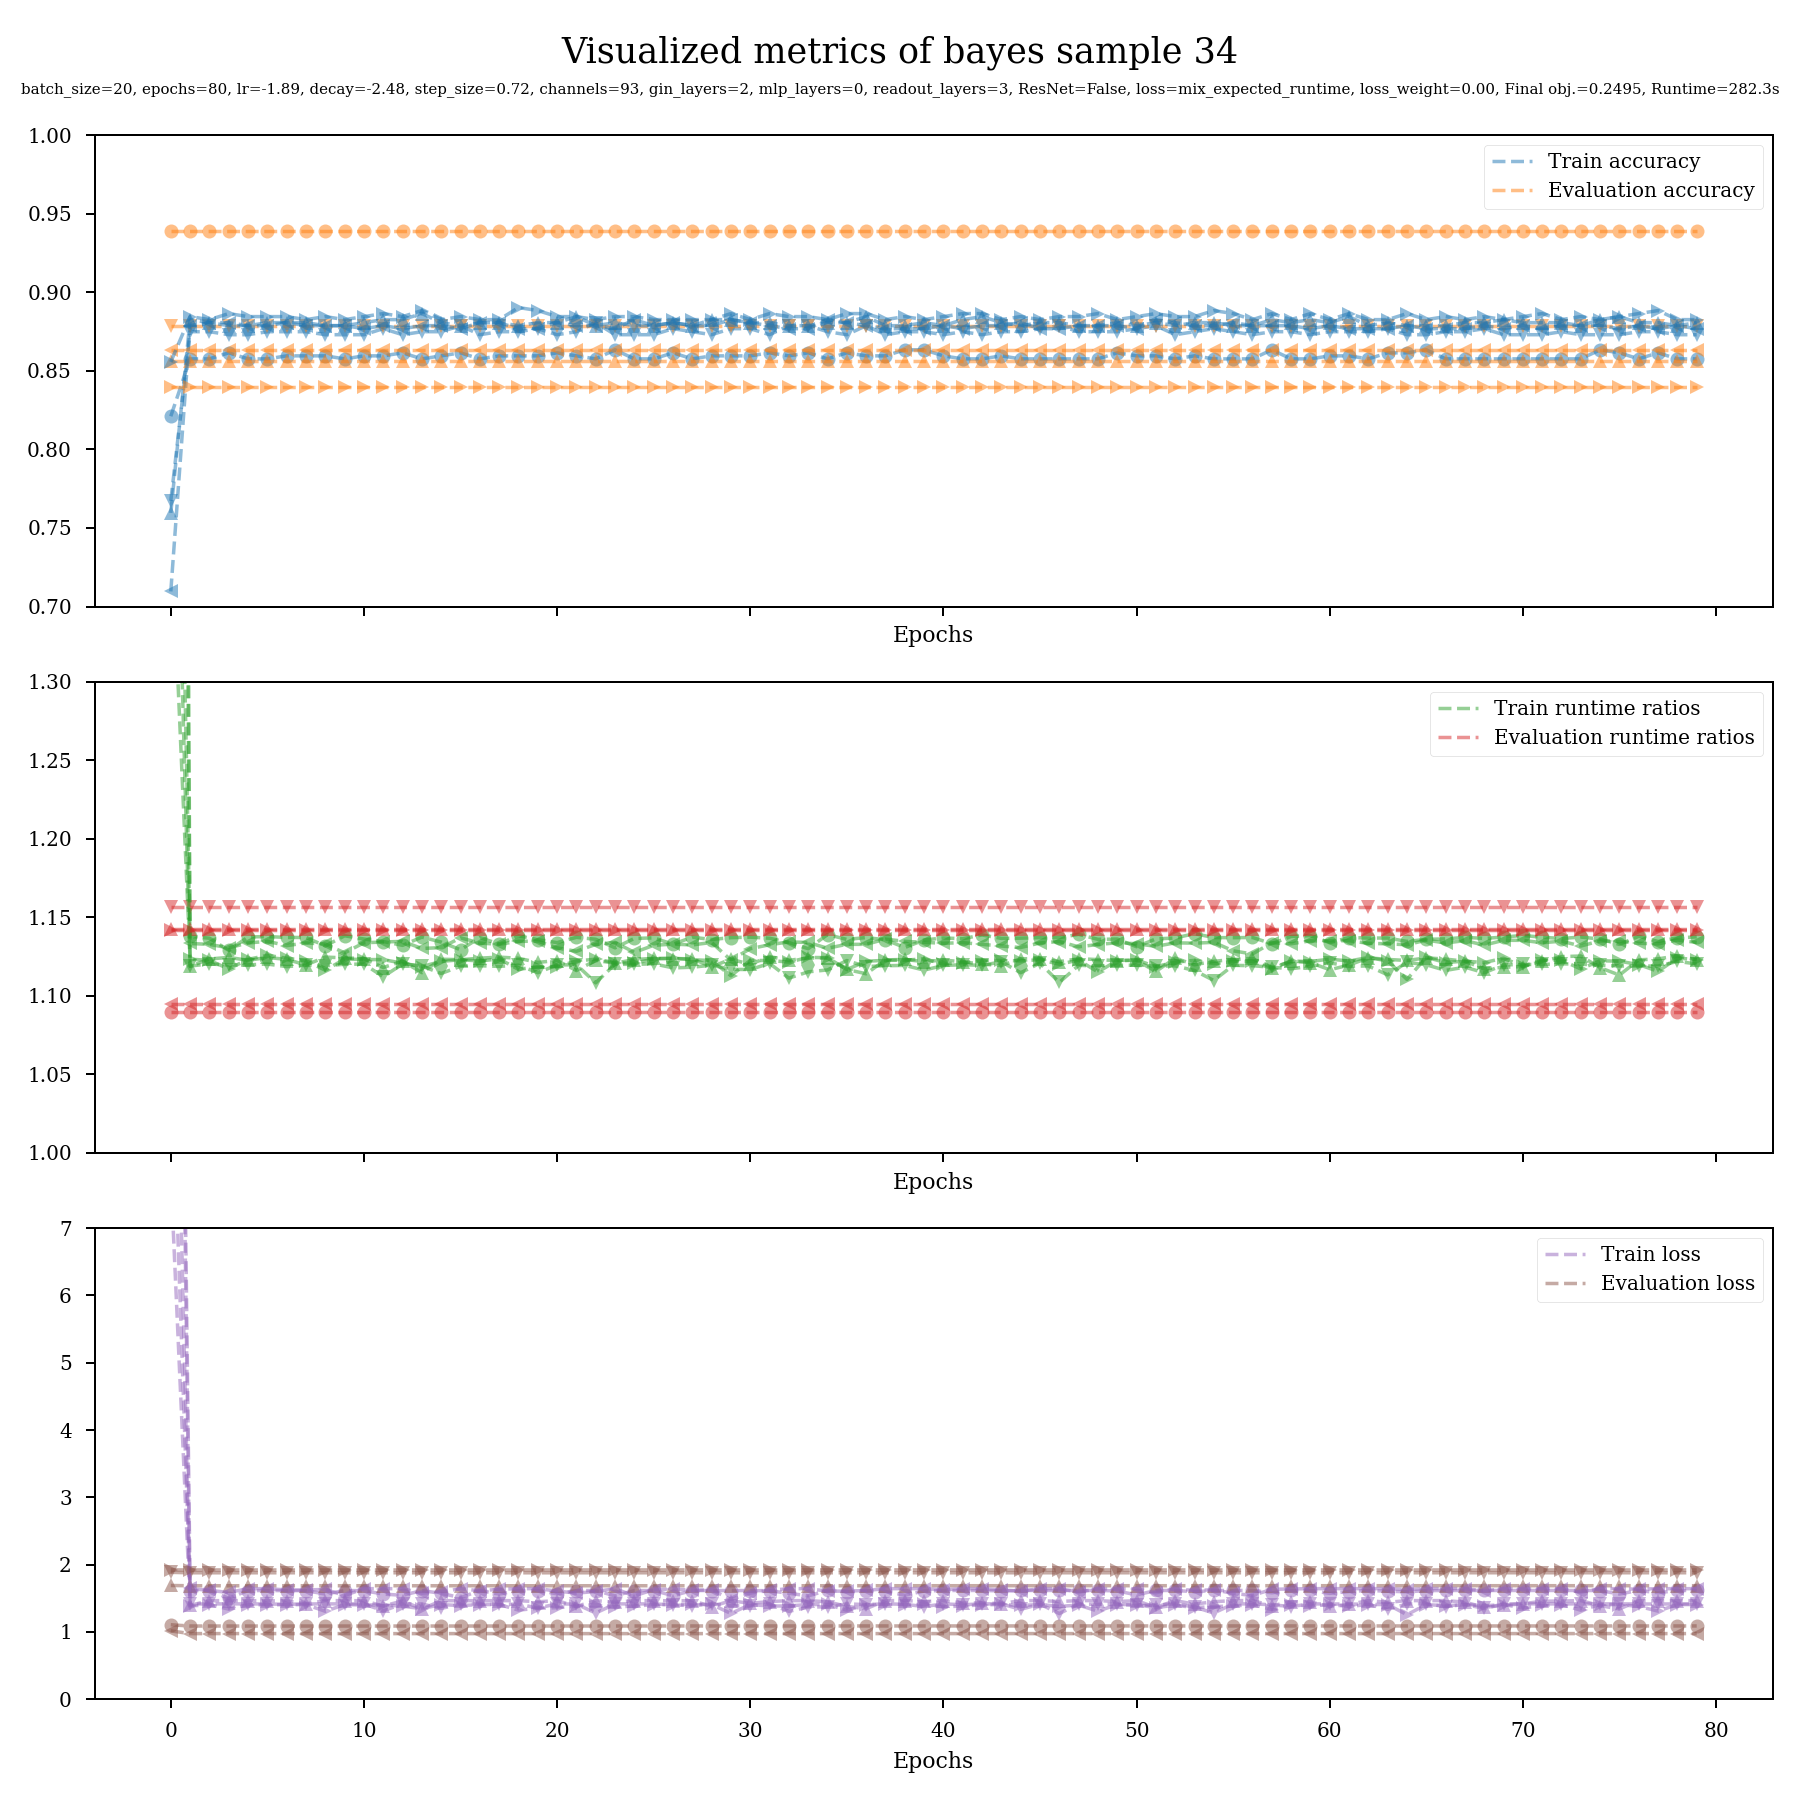 Visualized metrics of bayes sample 34
batch_size=20, epochs=80, lr=-1.89, decay=-2.48, step_size=0.72, channels=93, gin_layers=2, mlp_layers=0, readout_layers=3, ResNet=False, loss=mix_expected_runtime, loss_weight=0.00, Final obj.=0.2495, Runtime=282.3s
1.00
0.95
0.90
0.85
0.80
0.75
0.70
Train accuracy
Evaluation accuracy
Epochs
1.30
1.25
1.20
1.15
1.10
1.05
1.00
Train runtime ratios
Evaluation runtime ratios
Epochs
7
6
5
4
3
2
1
0
Train loss
Evaluation loss
0 10 20 30 40 50 60 70 80
Epochs